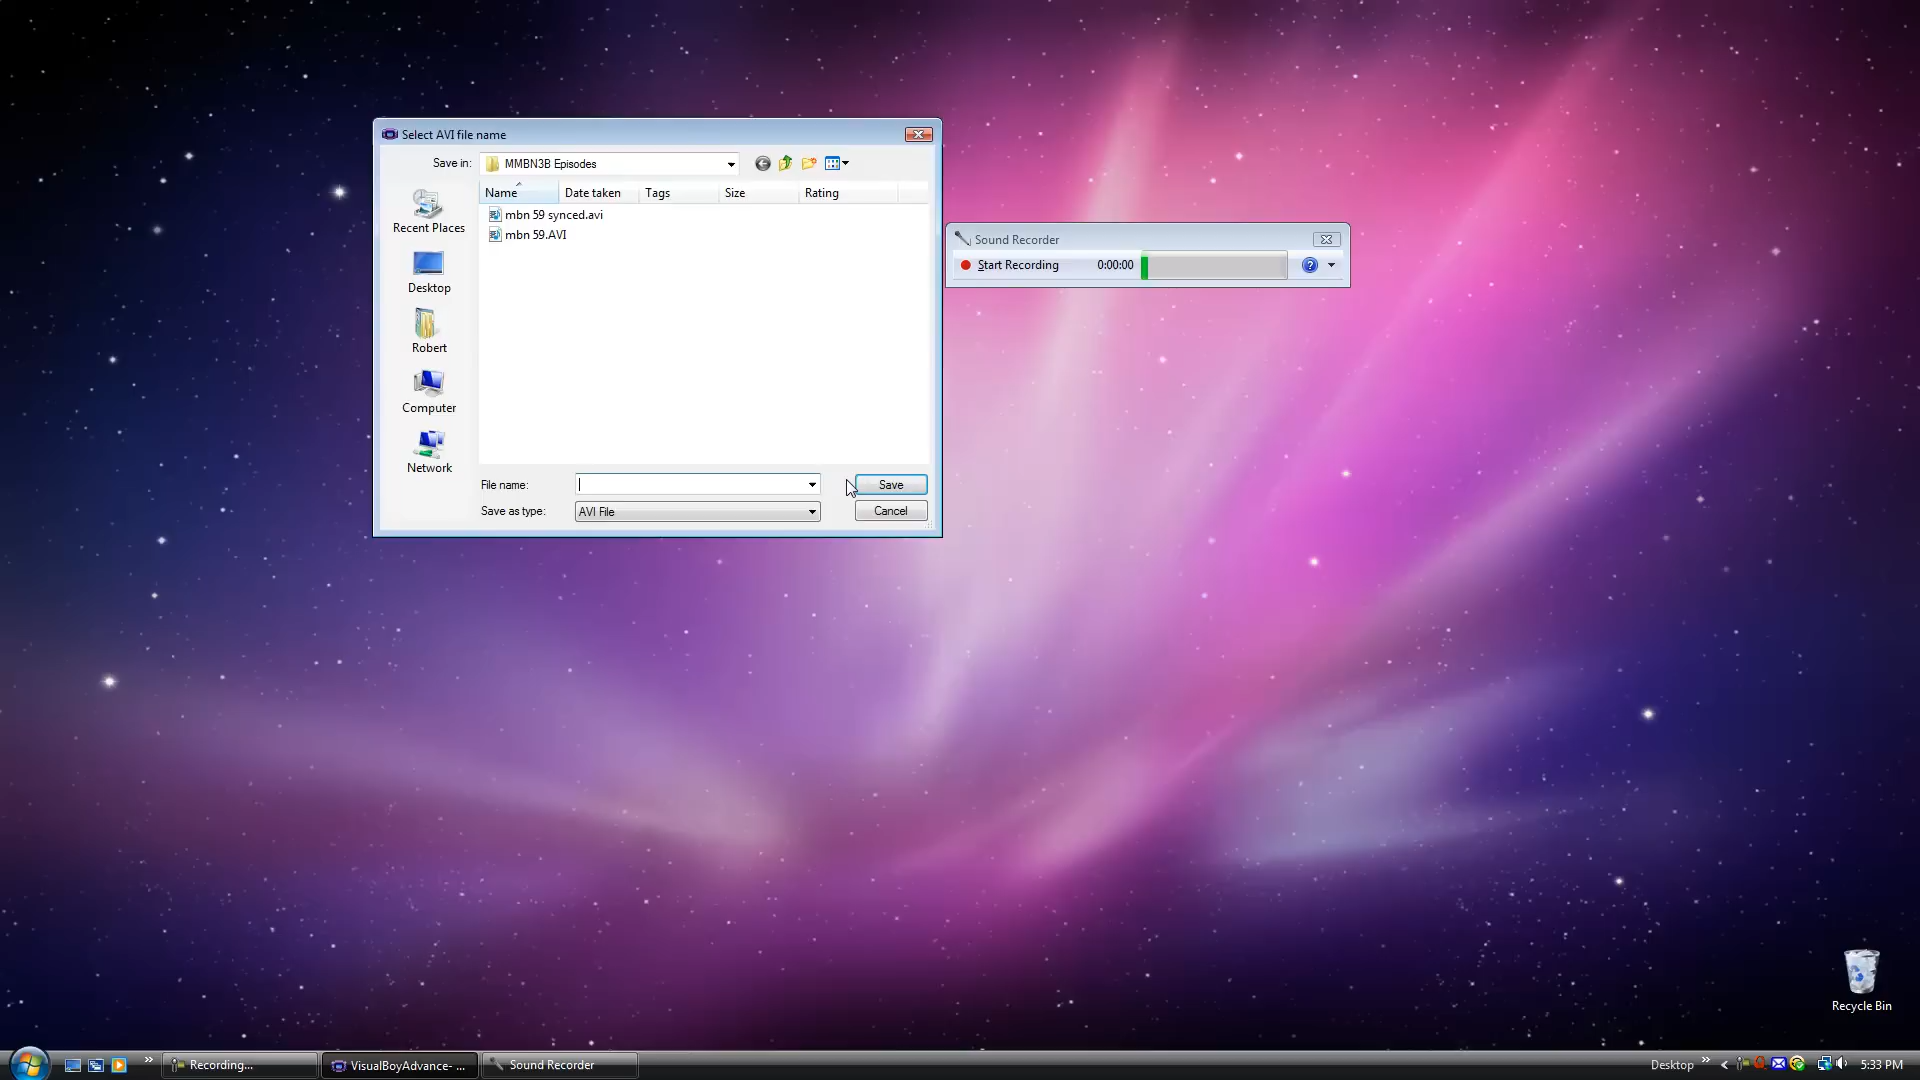 Select AVI file name
Save in: MMBN3B Episodes
Name Date taken Tags Size Rating
mbn 59 synced.avi
mbn 59.AVI
Recent Places
Desktop
Robert
Computer
Network
File name: Save
Save as type: AVI File Cancel
Sound Recorder
Start Recording 0:00:00
Recycle Bin
Recording... VisualBoyAdvance- ... Sound Recorder Desktop 5:33 PM